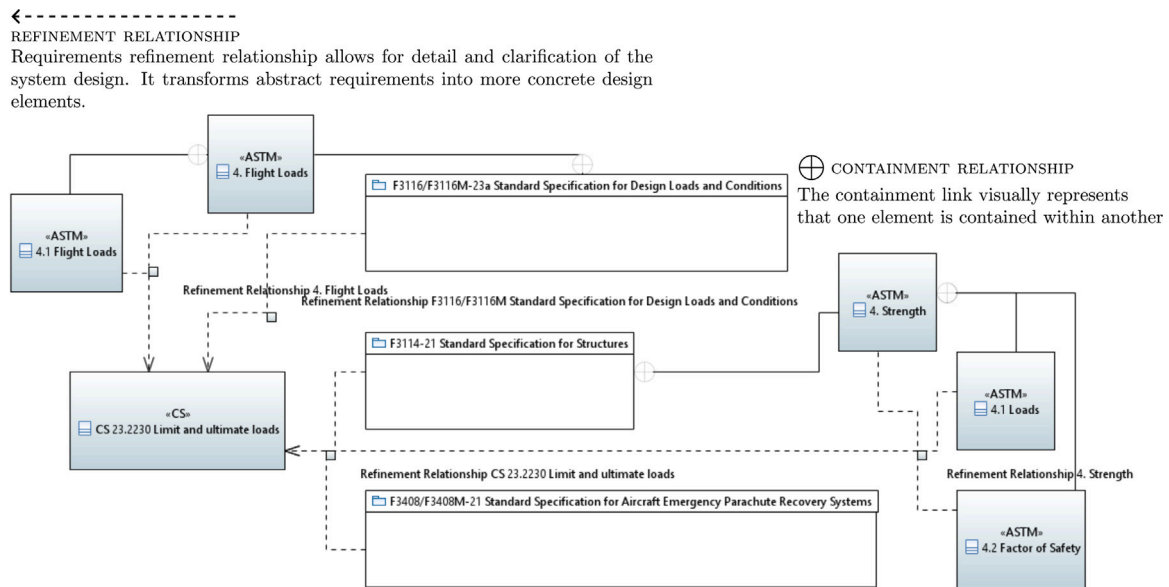 REFINEMENT RELATIONSHIP
Requirements refinement relationship allows for detail and clarification of the
system design. It transforms abstract requirements into more concrete design
elements.
«ASTM»
4. Flight Loads
CONTAINMENT RELATIONSHIP
The containment link visually represents
that one element is contained within another
F3116/F3116M-23a Standard Specification for Design Loads and Conditions
«ASTM»
4.1 Flight Loads
Refinement Relationship 4. Flight Loads
Refinement Relationship F3116/F3116M Standard Specification for Design Loads and Conditions
«ASTM»
4. Strength
F3114-21 Standard Specification for Structures
«CS»
CS 23.2230 Limit and ultimate loads
«ASTM»
4.1 Loads
Refinement Relationship CS 23.2230 Limit and ultimate loads
Refinement Relationship 4. Strength
F3408/F3408M-21 Standard Specification for Aircraft Emergency Parachute Recovery Systems
«ASTM»
4.2 Factor of Safety